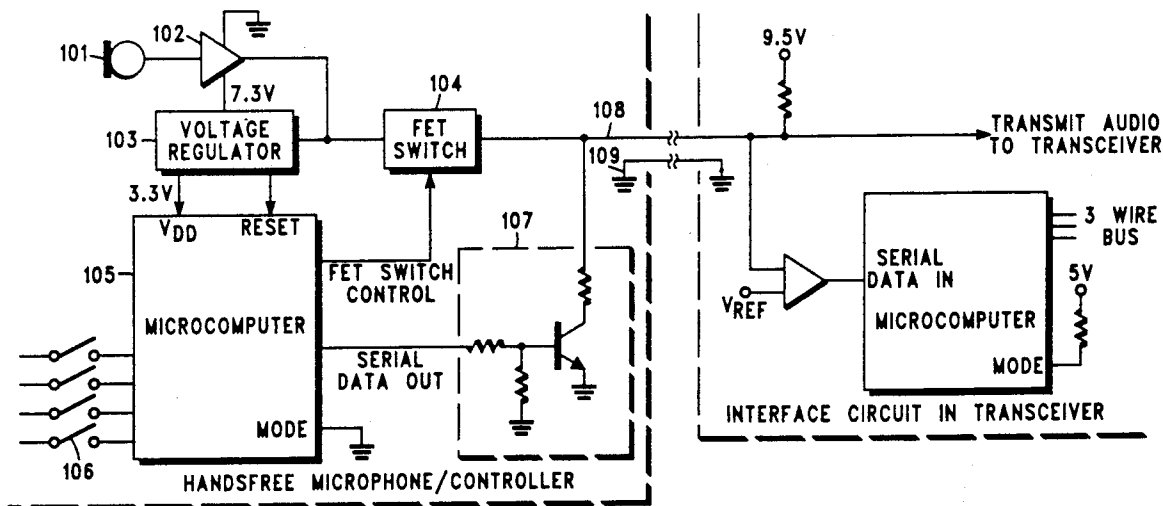 102
101
7.3V
104
9.5V
103
VOLTAGE
REGULATOR
FET
SWITCH
108
109
TRANSMIT AUDIO
TO TRANSCEIVER
3.3V
VDD
RESET
107
105
FET SWITCH
CONTROL
MICROCOMPUTER
SERIAL
DATA OUT
MODE
106
HANDSFREE MICROPHONE/CONTROLLER
SERIAL
DATA IN
3 WIRE
BUS
VREF
5V
MICROCOMPUTER
MODE
INTERFACE CIRCUIT IN TRANSCEIVER